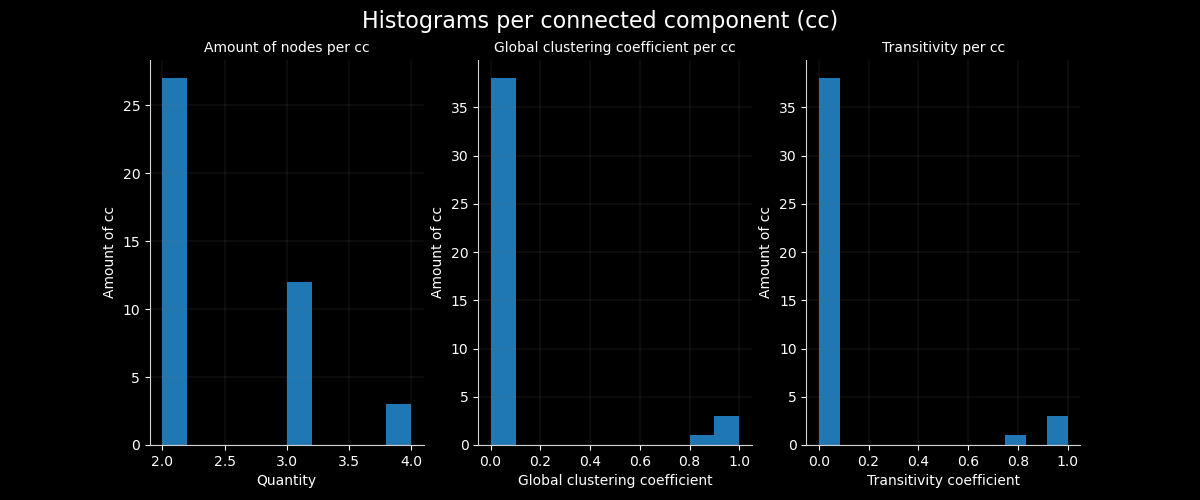 Histograms per connected component (cc)
Amount of nodes per cc
Global clustering coefficient per cc
Transitivity per cc
Amount of cc
25
20
15
10
5
0
2.0 2.5 3.0 3.5 4.0
Quantity
Amount of cc
35
30
25
20
15
10
5
0
0.0 0.2 0.4 0.6 0.8 1.0
Global clustering coefficient
Amount of cc
35
30
25
20
15
10
5
0
0.0 0.2 0.4 0.6 0.8 1.0
Transitivity coefficient